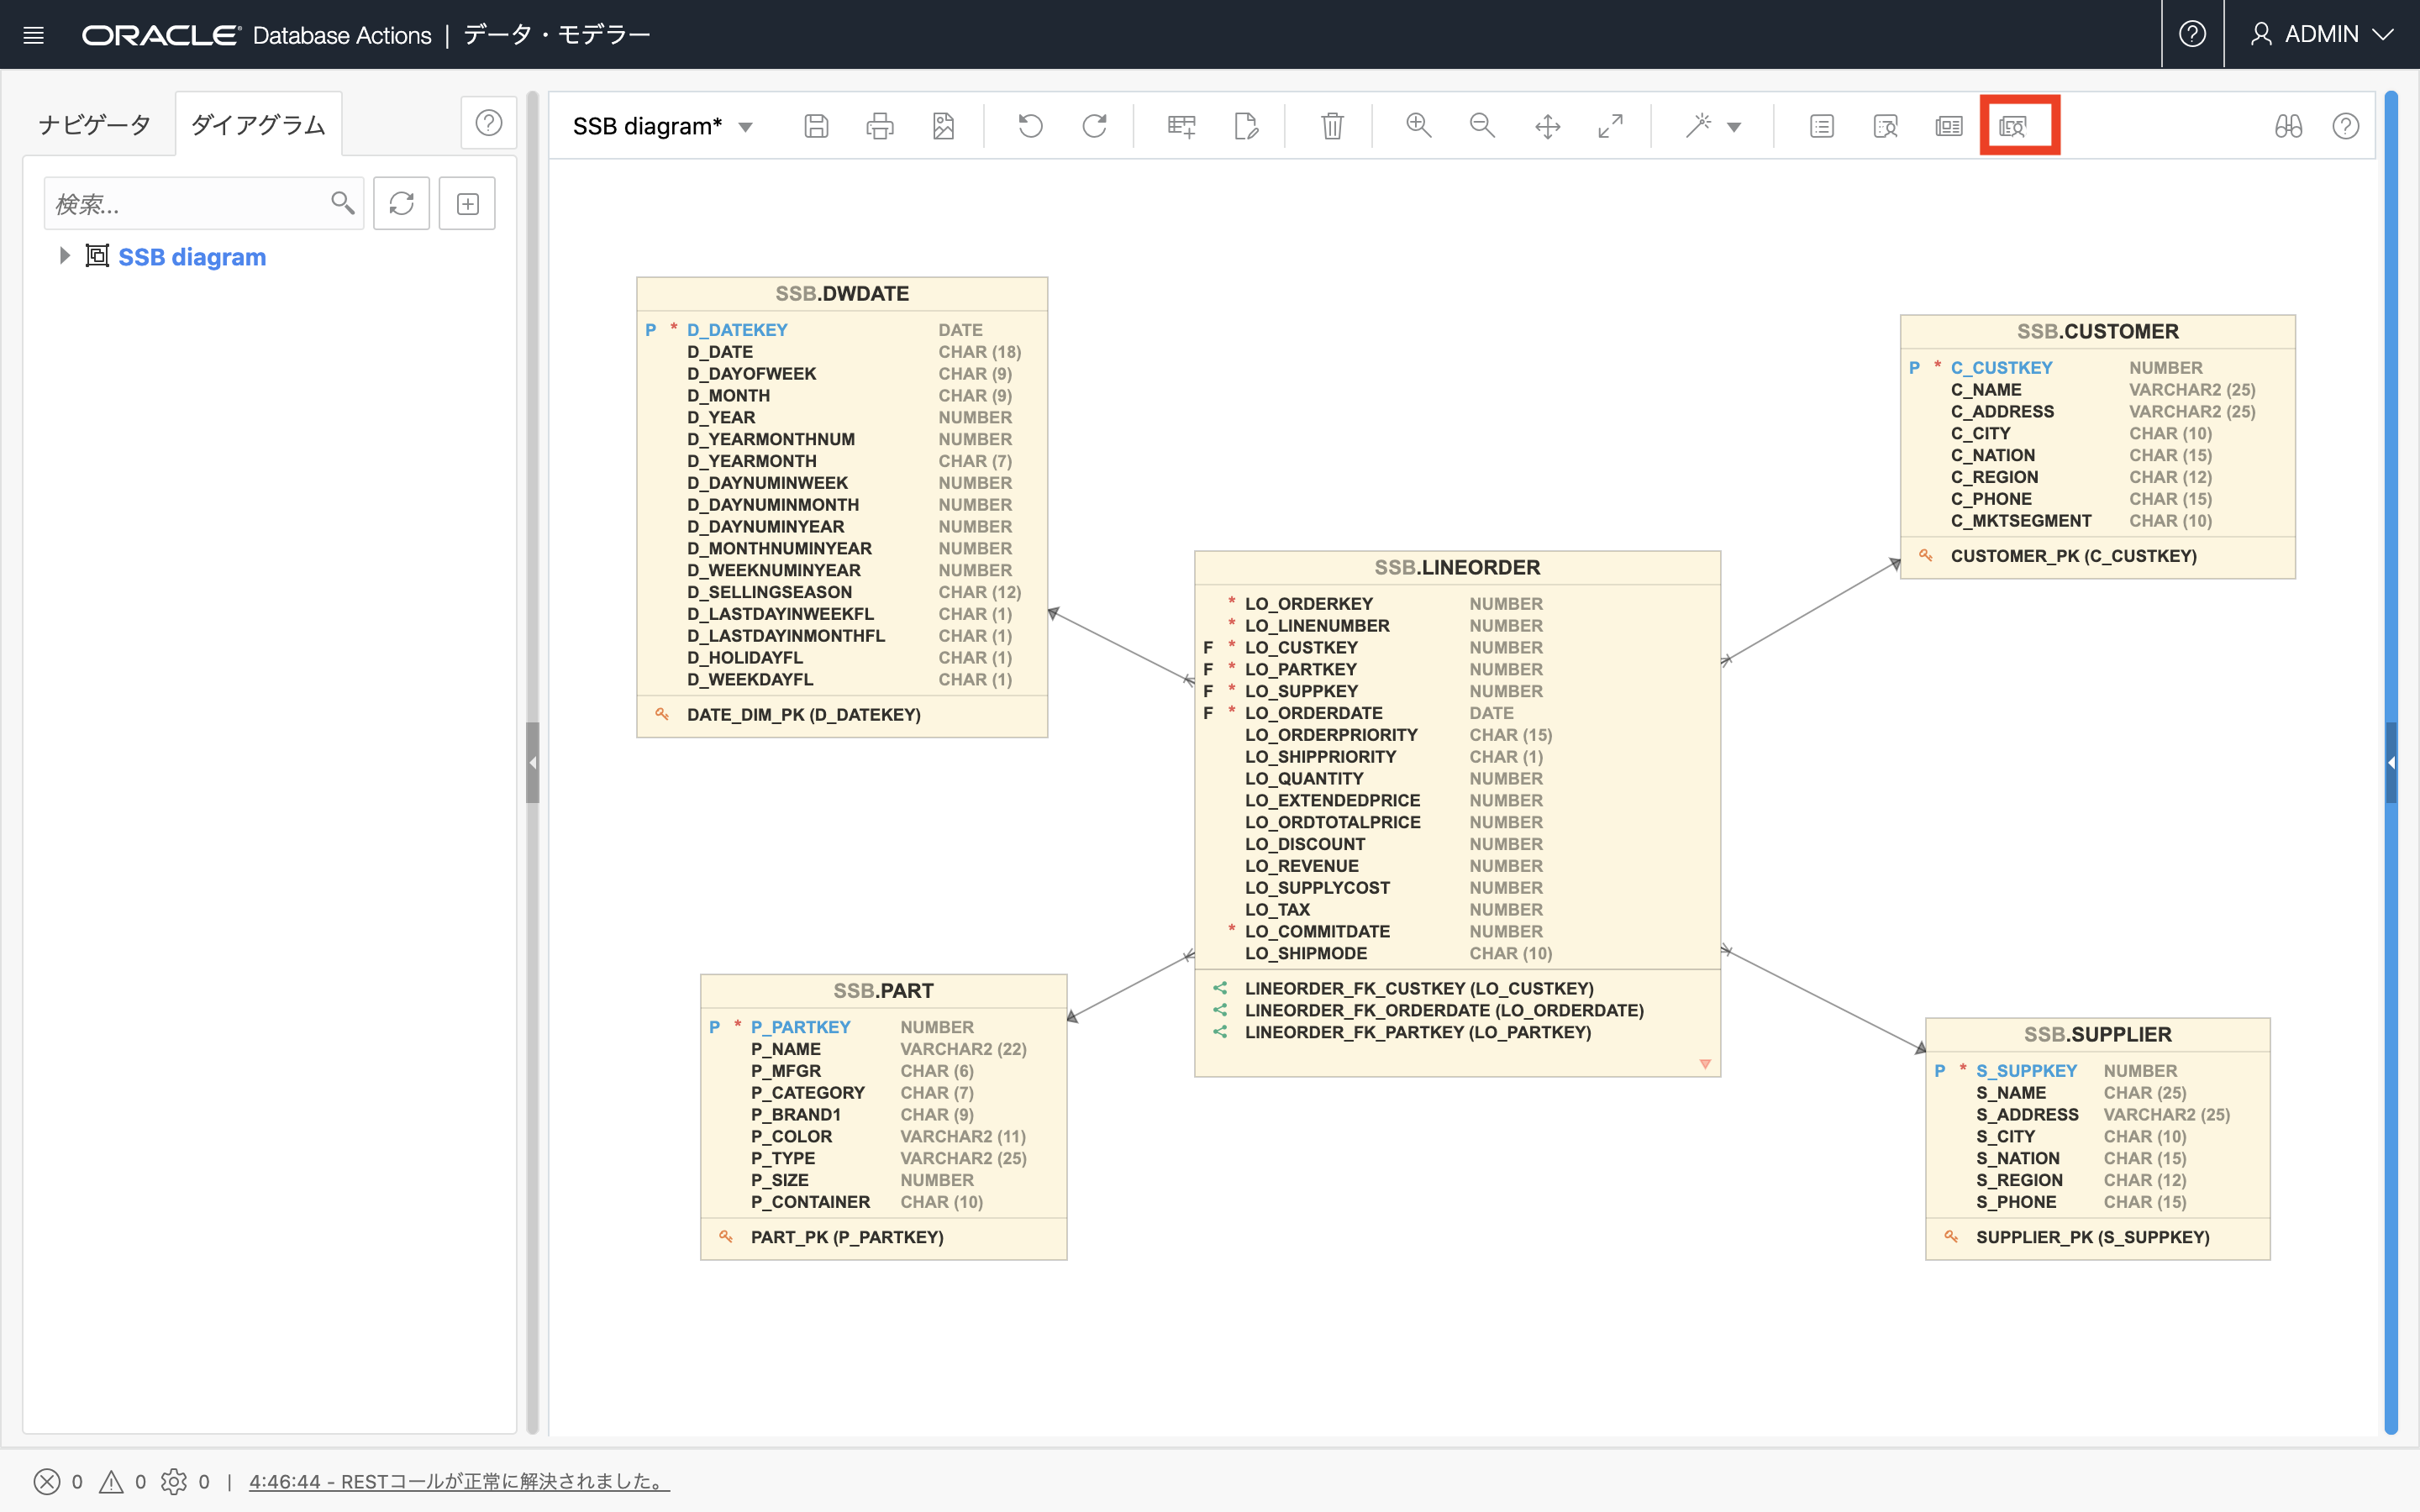 ORACLE Database Actions | データ・モデラー
ADMIN
ナビゲータ
ダイアグラム
検索...
SSB diagram
SSB diagram*
SSB.DWDATE
P * D_DATEKEY DATE
D_DATE CHAR (18)
D_DAYOFWEEK CHAR (9)
D_MONTH CHAR (9)
D_YEAR NUMBER
D_YEARMONTHNUM NUMBER
D_YEARMONTH CHAR (7)
D_DAYNUMINWEEK NUMBER
D_DAYNUMINMONTH NUMBER
D_DAYNUMINYEAR NUMBER
D_MONTHNUMINYEAR NUMBER
D_WEEKNUMINYEAR NUMBER
D_SELLINGSEASON CHAR (12)
D_LASTDAYINWEEKFL CHAR (1)
D_LASTDAYINMONTHFL CHAR (1)
D_HOLIDAYFL CHAR (1)
D_WEEKDAYFL CHAR (1)
DATE_DIM_PK (D_DATEKEY)
SSB.CUSTOMER
P * C_CUSTKEY NUMBER
C_NAME VARCHAR2 (25)
C_ADDRESS VARCHAR2 (25)
C_CITY CHAR (10)
C_NATION CHAR (15)
C_REGION CHAR (12)
C_PHONE CHAR (15)
C_MKTSEGMENT CHAR (10)
CUSTOMER_PK (C_CUSTKEY)
SSB.LINEORDER
* LO_ORDERKEY NUMBER
* LO_LINENUMBER NUMBER
F * LO_CUSTKEY NUMBER
F * LO_PARTKEY NUMBER
F * LO_SUPPKEY NUMBER
F * LO_ORDERDATE DATE
LO_ORDERPRIORITY CHAR (15)
LO_SHIPPRIORITY CHAR (1)
LO_QUANTITY NUMBER
LO_EXTENDEDPRICE NUMBER
LO_ORDTOTALPRICE NUMBER
LO_DISCOUNT NUMBER
LO_REVENUE NUMBER
LO_SUPPLYCOST NUMBER
LO_TAX NUMBER
* LO_COMMITDATE NUMBER
LO_SHIPMODE CHAR (10)
LINEORDER_FK_CUSTKEY (LO_CUSTKEY)
LINEORDER_FK_ORDERDATE (LO_ORDERDATE)
LINEORDER_FK_PARTKEY (LO_PARTKEY)
SSB.PART
P * P_PARTKEY NUMBER
P_NAME VARCHAR2 (22)
P_MFGR CHAR (6)
P_CATEGORY CHAR (7)
P_BRAND1 CHAR (9)
P_COLOR VARCHAR2 (11)
P_TYPE VARCHAR2 (25)
P_SIZE NUMBER
P_CONTAINER CHAR (10)
PART_PK (P_PARTKEY)
SSB.SUPPLIER
P * S_SUPPKEY NUMBER
S_NAME CHAR (25)
S_ADDRESS VARCHAR2 (25)
S_CITY CHAR (10)
S_NATION CHAR (15)
S_REGION CHAR (12)
S_PHONE CHAR (15)
SUPPLIER_PK (S_SUPPKEY)
0 0 0 | 4:46:44 - RESTコールが正常に解決されました。